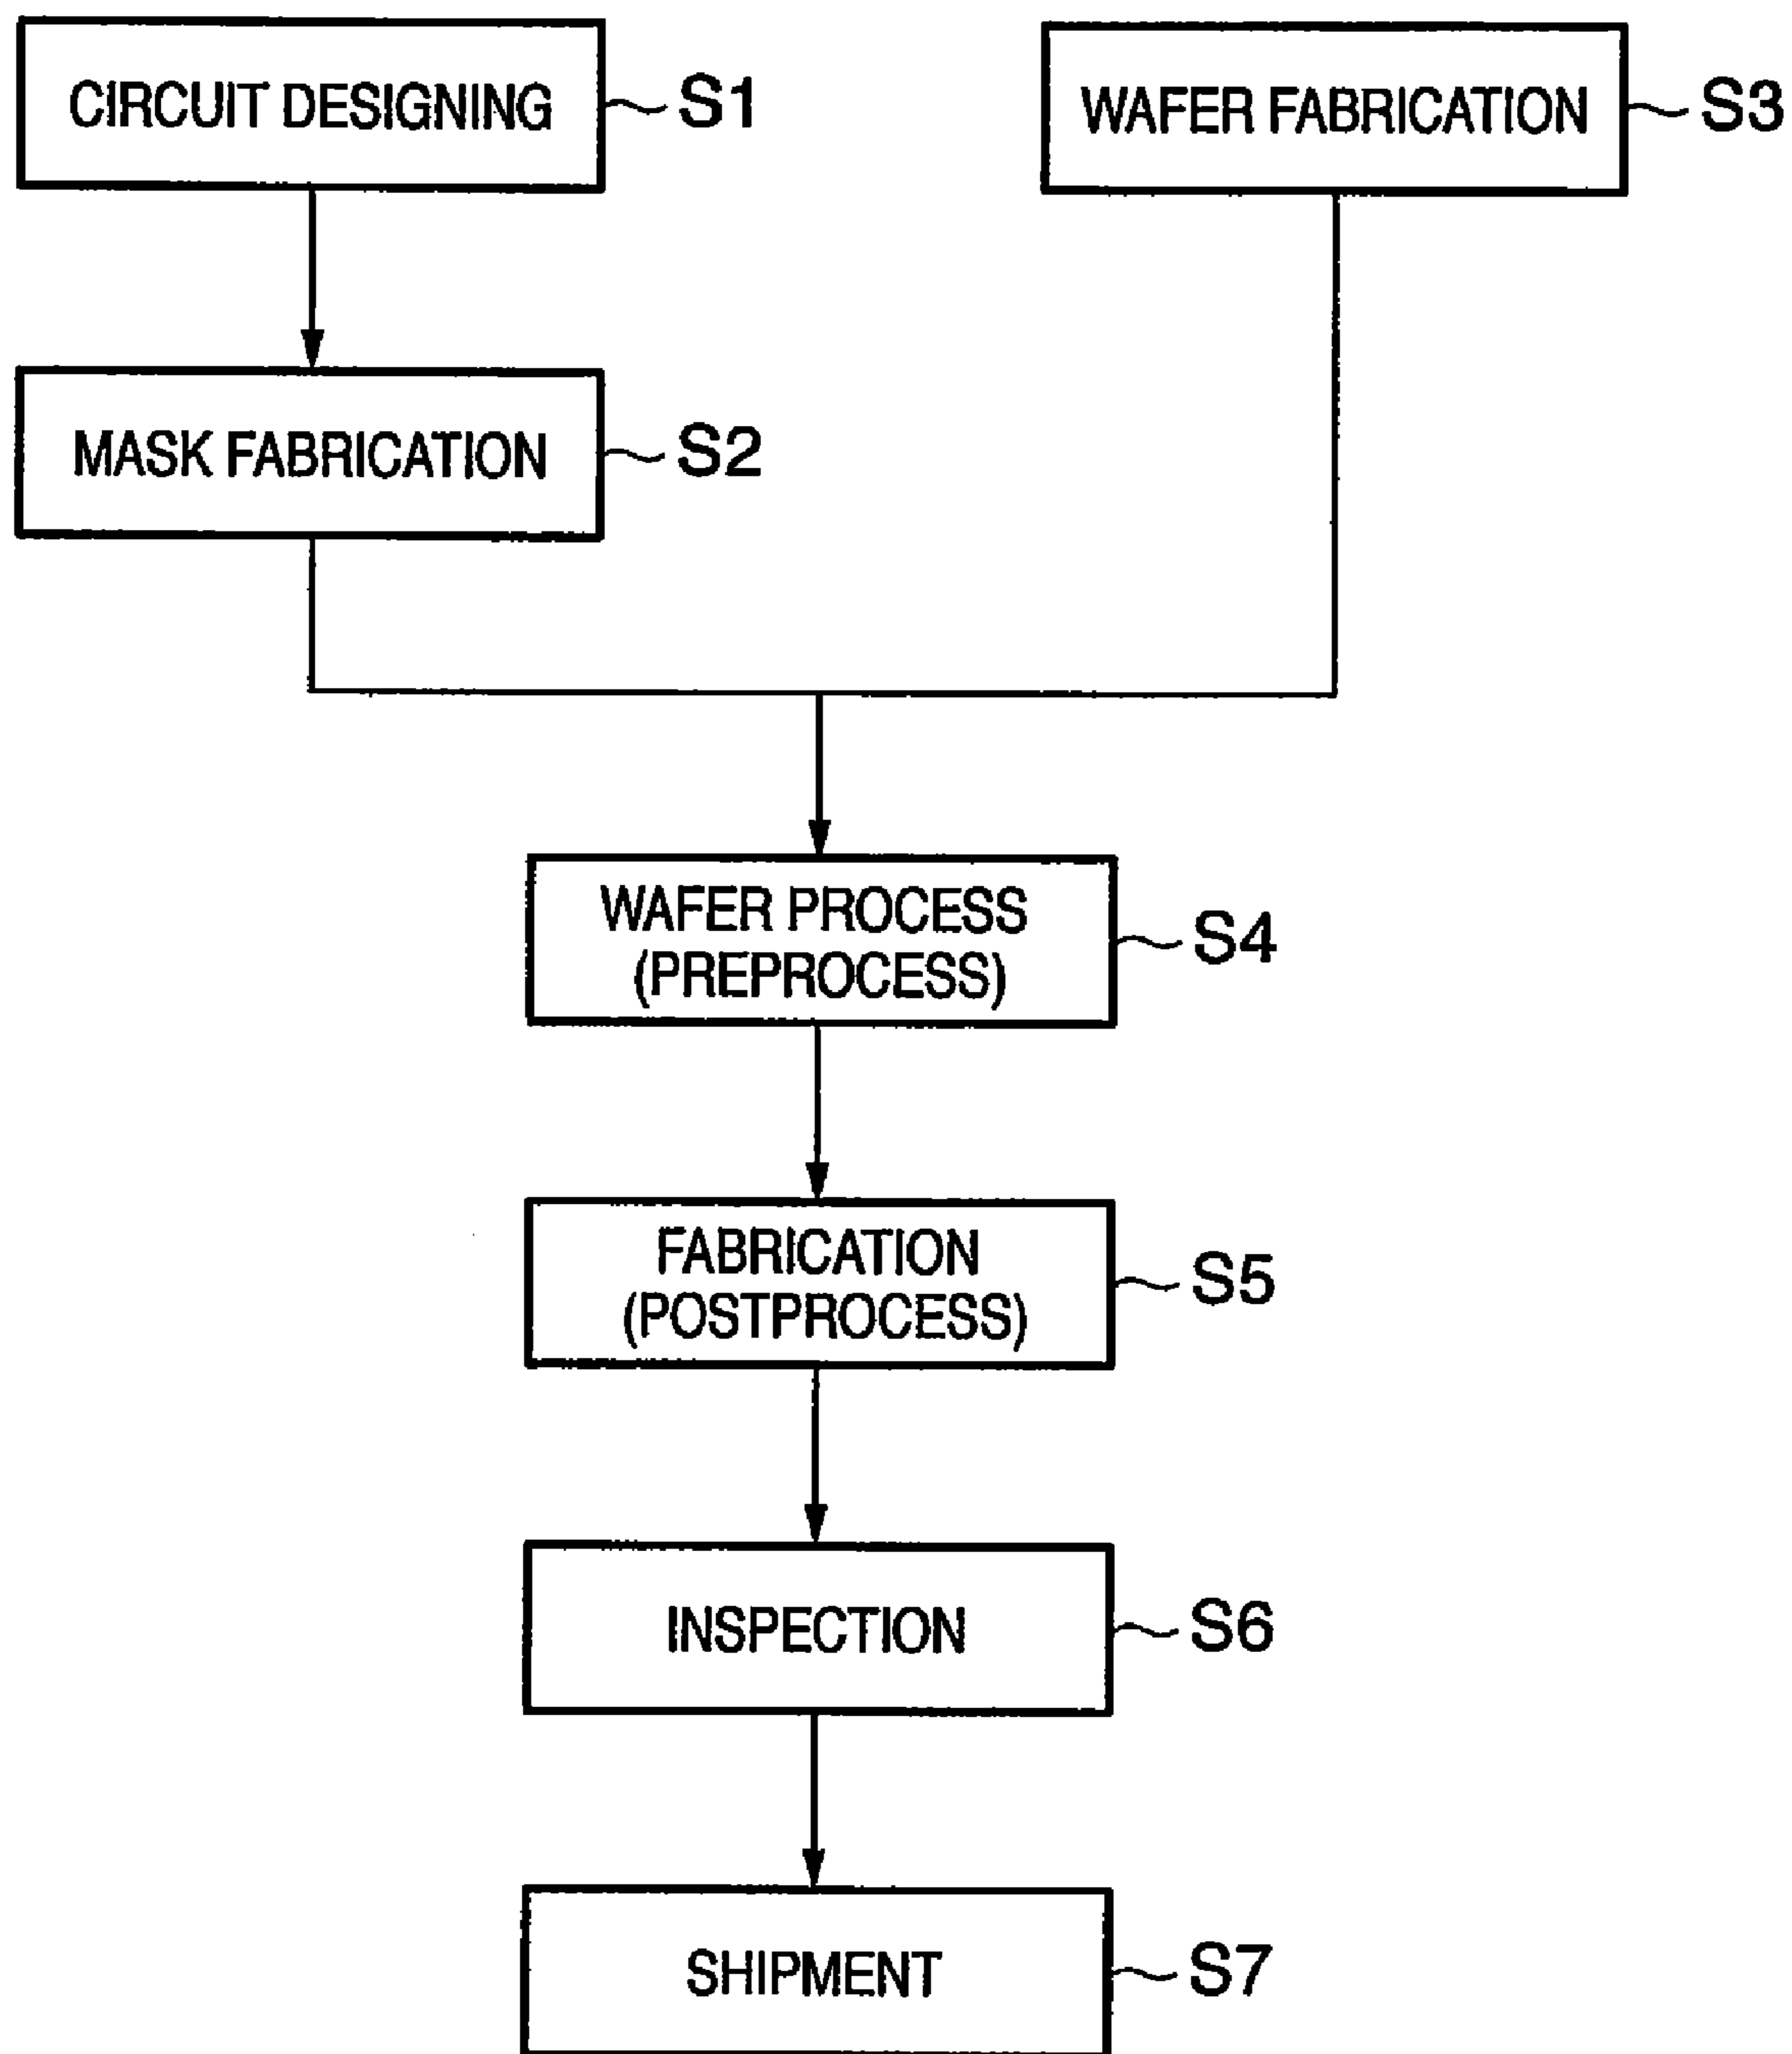 CIRCUIT DESIGNING
S1
WAFER FABRICATION
S3
MASK FABRICATION
S2
WAFER PROCESS
(PREPROCESS)
S4
FABRICATION
(POSTPROCESS)
S5
INSPECTION
S6
SHIPMENT
S7